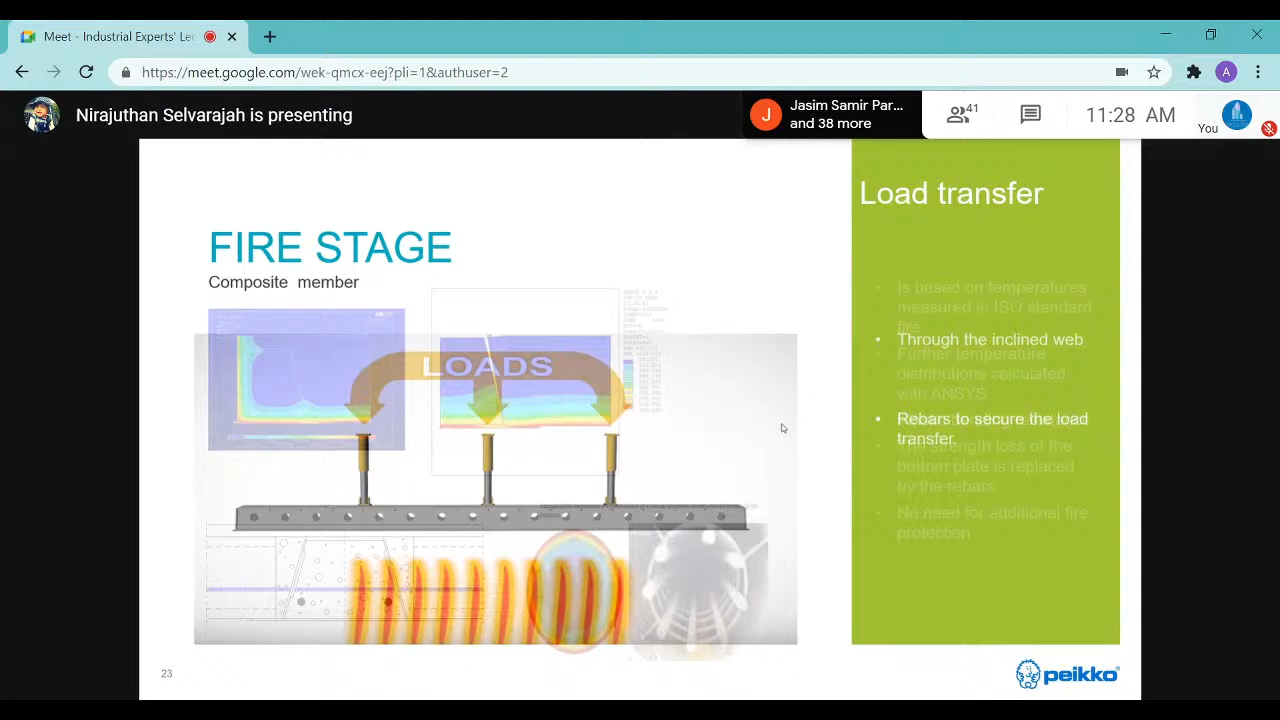 Meet - Industrial Experts' Le
https://meet.google.com/wek-qmcx-eej?pli=1&authuser=2
A
Nirajuthan Selvarajah is presenting
J
Jasim Samir Par...
and 38 more
41
11:28 AM
You
Load transfer
FIRE STAGE
Composite member
LOADS
• Is based on temperatures
measured in ISO standard
fire
• Through the inclined web
• Further temperature
distributions calculated
with ANSYS
• Rebars to secure the load
transfer.
• The strength loss of the
bottom plate is replaced
by the rebars
• No need for additional fire
protection
23
peikko